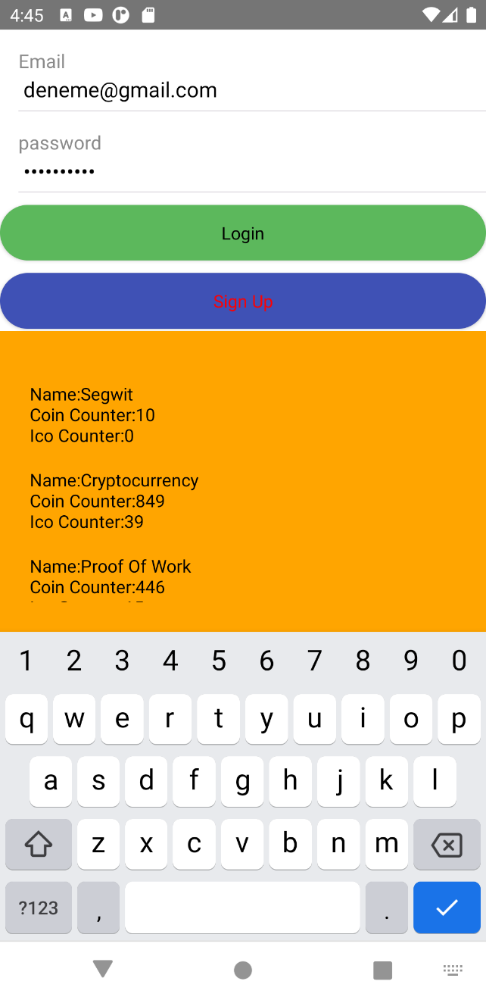 4:45
Email
deneme@gmail.com
password
••••••••••
Login
Sign Up
Name:Segwit
Coin Counter:10
Ico Counter:0
Name:Cryptocurrency
Coin Counter:849
Ico Counter:39
Name:Proof Of Work
Coin Counter:446
1 2 3 4 5 6 7 8 9 0
q w e r t y u i o p
a s d f g h j k l
z x c v b n m
?123 , .